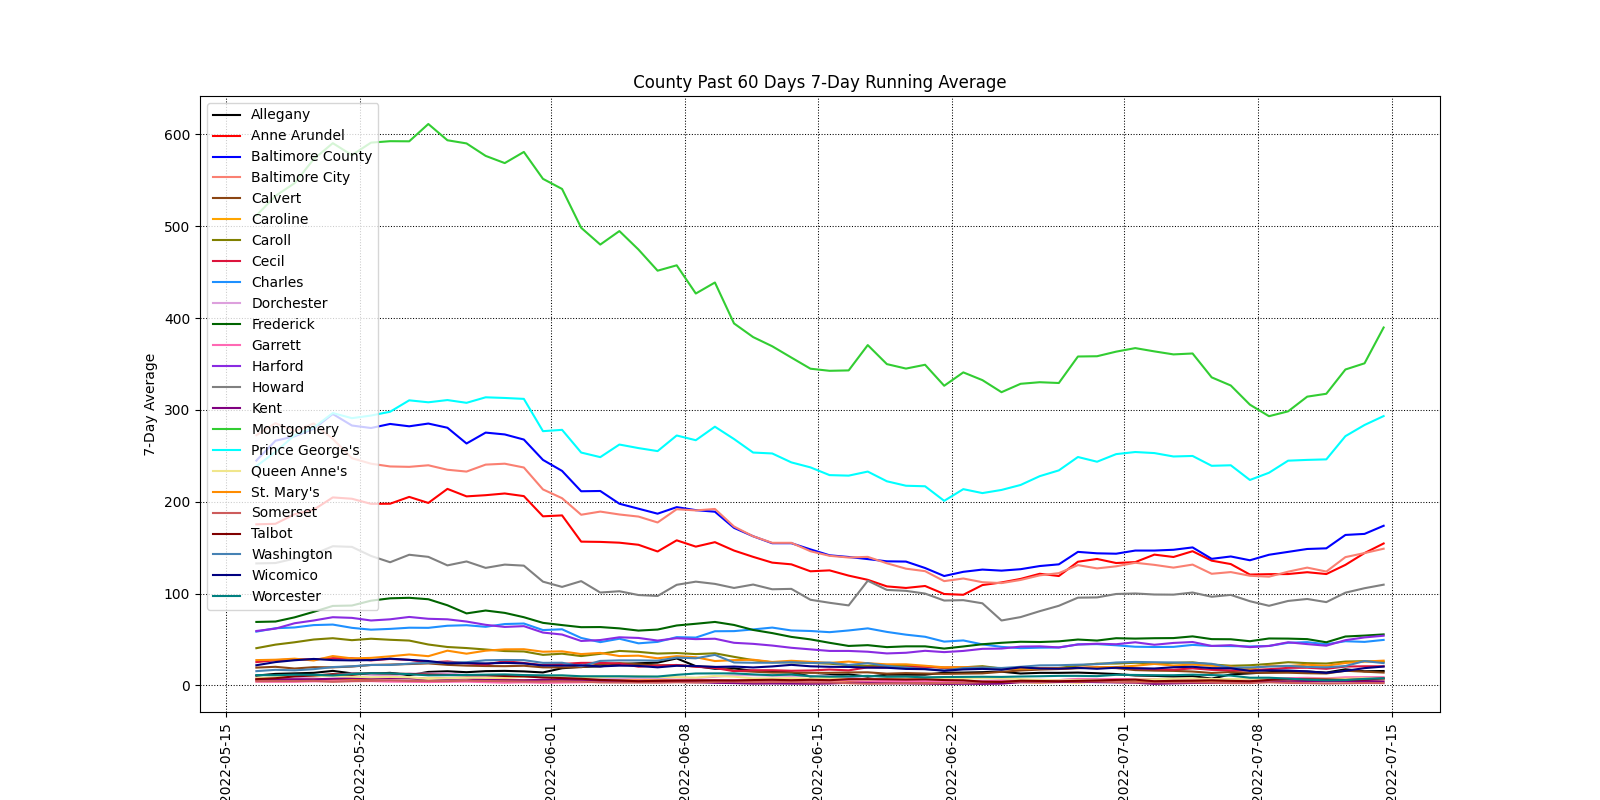 County Past 60 Days 7-Day Running Average
7-Day Average
600
500
400
300
200
100
0
Allegany
Anne Arundel
Baltimore County
Baltimore City
Calvert
Caroline
Caroll
Cecil
Charles
Dorchester
Frederick
Garrett
Harford
Howard
Kent
Montgomery
Prince George's
Queen Anne's
St. Mary's
Somerset
Talbot
Washington
Wicomico
Worcester
2022-05-15
2022-05-22
2022-06-01
2022-06-08
2022-06-15
2022-06-22
2022-07-01
2022-07-08
2022-07-15